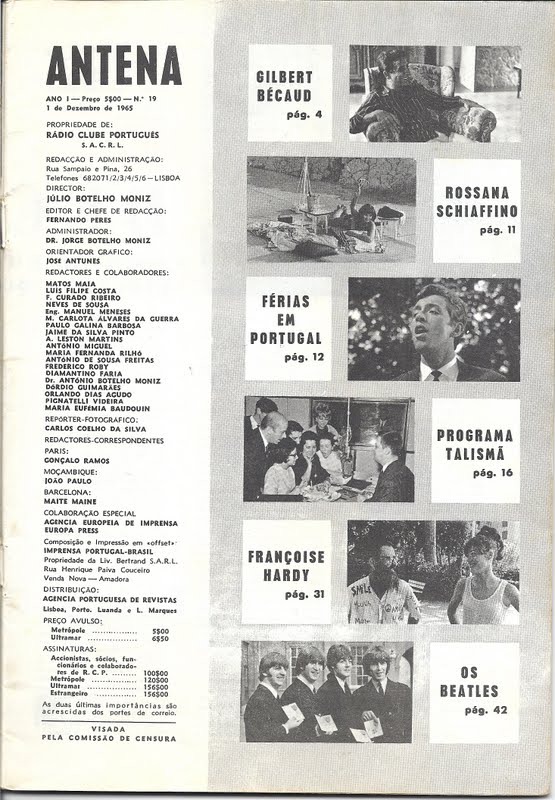 ANTENA
ANO I — Preço 5$00 — N.° 19
1 de Dezembro de 1965
PROPRIEDADE DE:
RÁDIO CLUBE PORTUGUÊS
S. A. C. R. L.
REDACÇÃO E ADMINISTRAÇÃO:
Rua Sampaio e Pina, 26
Telefones 682071/2/3/4/5/6 — LISBOA
DIRECTOR:
JÚLIO BOTELHO MONIZ
EDITOR E CHEFE DE REDACÇÃO:
FERNANDO PERES
ADMINISTRADOR:
DR. JORGE BOTELHO MONIZ
ORIENTADOR GRÁFICO:
JOSÉ ANTUNES
REDACTORES E COLABORADORES:
MATOS MAIA
LUIS FILIPE COSTA
F. CURADO RIBEIRO
NEVES DE SOUSA
Eng. MANUEL MENESES
M. CARLOTA ÁLVARES DA GUERRA
PAULO GALINA BARBOSA
JAIME DA SILVA PINTO
A. LESTON MARTINS
ANTÓNIO MIGUEL
MARIA FERNANDA RILHÓ
ANTÓNIO DE SOUSA FREITAS
FREDERICO ROBY
DIAMANTINO FARIA
Dr. ANTÓNIO BOTELHO MONIZ
DÓRDIO GUIMARÃES
ORLANDO DIAS AGUDO
PIGNATELLI VIDEIRA
MARIA EUFÉMIA BAUDOUIN
REPÓRTER-FOTOGRÁFICO:
CARLOS COELHO DA SILVA
REDACTORES-CORRESPONDENTES
PARIS:
GONÇALO RAMOS
MOÇAMBIQUE:
JOÃO PAULO
BARCELONA:
MAITE MAINE
COLABORAÇÃO ESPECIAL
AGENCIA EUROPEIA DE IMPRENSA
EUROPA PRESS
Composição e Impressão em «offset»:
IMPRENSA PORTUGAL-BRASIL
Propriedade da Liv. Bertrand S.A.R.L.
Rua Henrique Paiva Couceiro
Venda Nova — Amadora
DISTRIBUIÇÃO:
AGENCIA PORTUGUESA DE REVISTAS
Lisboa, Porto, Luanda e L. Marques
PREÇO AVULSO:
Metrópole ................ 5$00
Ultramar ................. 6$50
ASSINATURAS:
Accionistas, sócios, fun-
cionários e colaborado-
res de R. C. P. ........ 100$00
Metrópole .............. 120$00
Ultramar ............... 156$00
Estrangeiro ............ 156$00
As duas últimas importâncias são
acrescidas dos portes de correio.
VISADA
PELA COMISSÃO DE CENSURA
GILBERT
BÉCAUD
pág. 4
ROSSANA
SCHIAFFINO
pág. 11
FÉRIAS
EM
PORTUGAL
pág. 12
PROGRAMA
TALISMÃ
pág. 16
FRANÇOISE
HARDY
pág. 31
OS
BEATLES
pág. 42